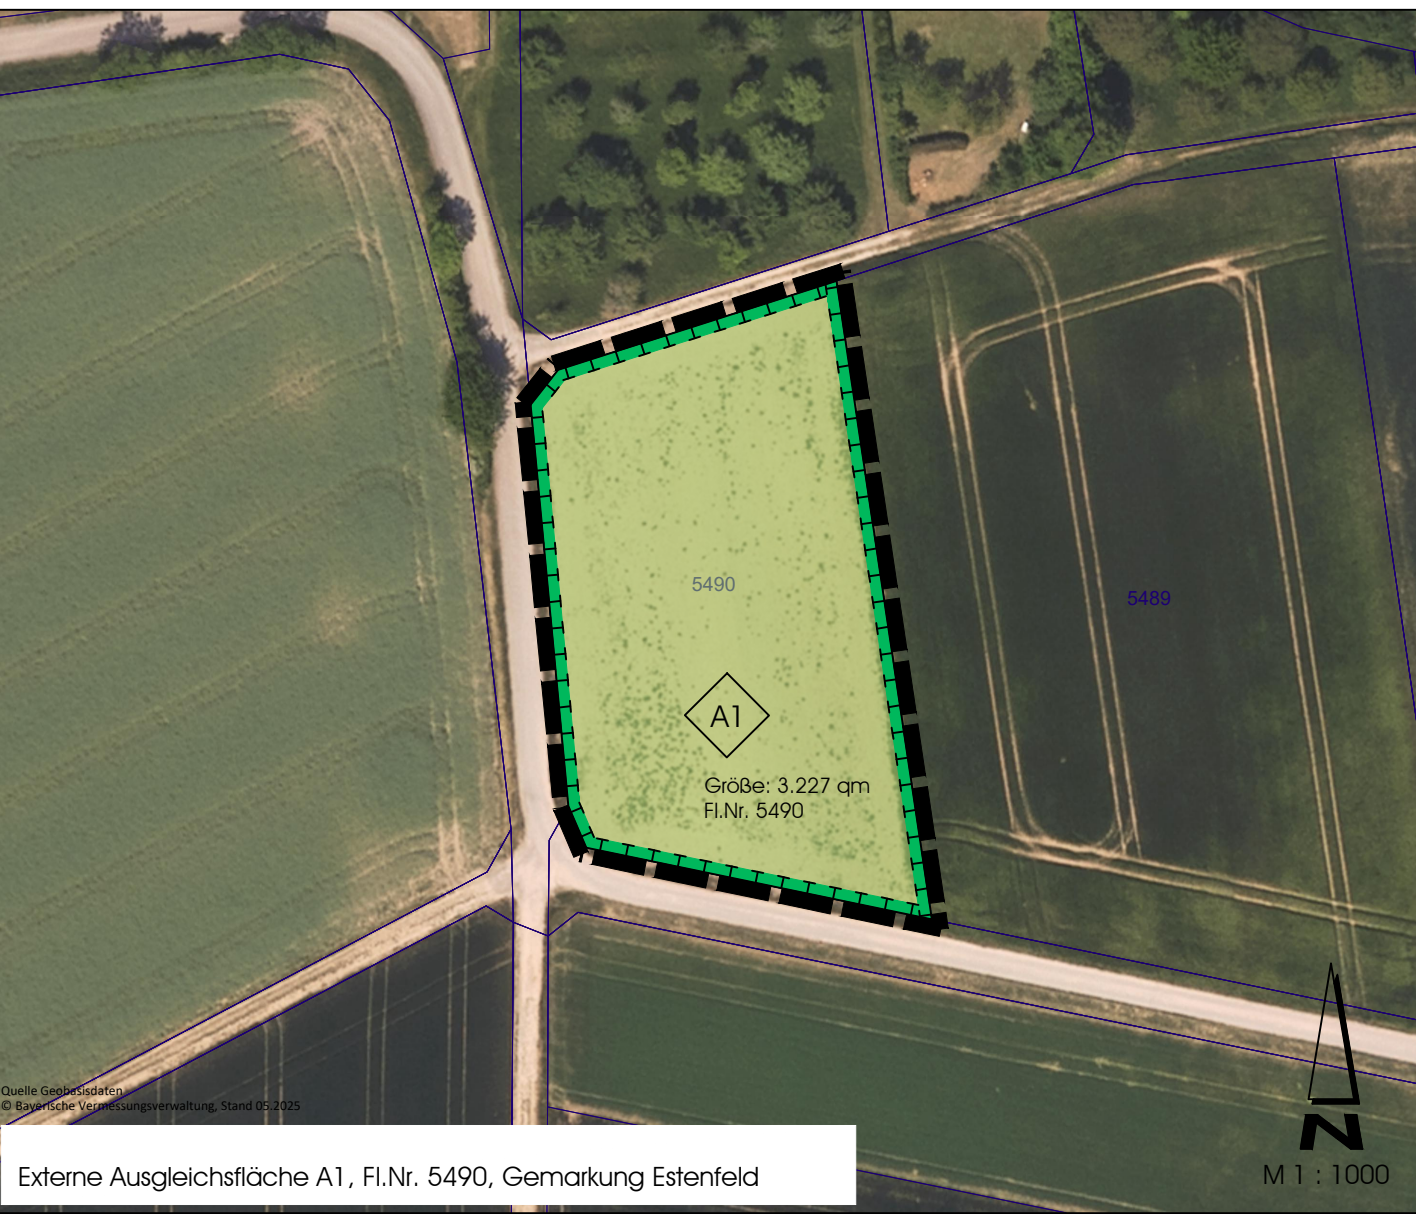 5490
5489
A1
Größe: 3.227 qm
Fl.Nr. 5490
Quelle Geobasisdaten
© Bayerische Vermessungsverwaltung, Stand 05.2025
N
M 1 : 1000
Externe Ausgleichsfläche A1, Fl.Nr. 5490, Gemarkung Estenfeld